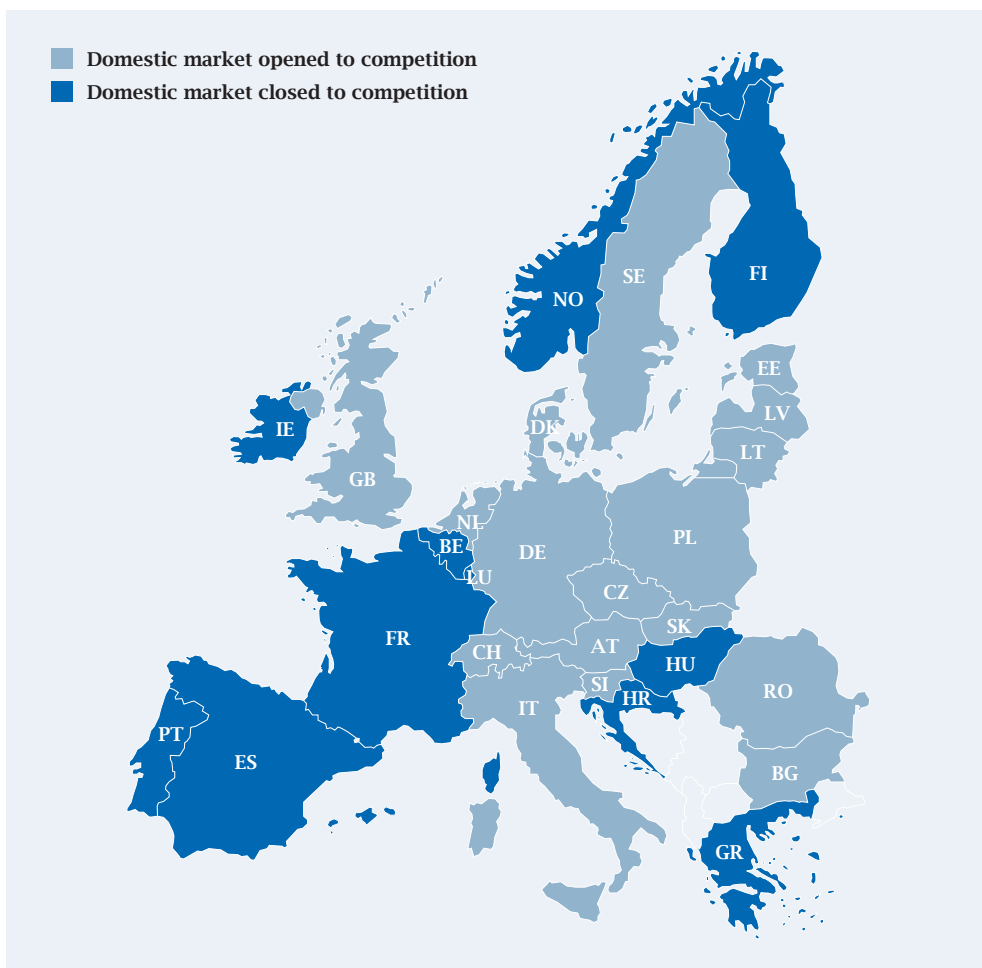 Domestic market opened to competition
Domestic market closed to competition
SE
FI
NO
EE
LV
IE
DK
LT
GB
NL
BE
DE
PL
LU
CZ
FR
SK
CH
AT
HU
SI
HR
RO
IT
PT
ES
BG
GR